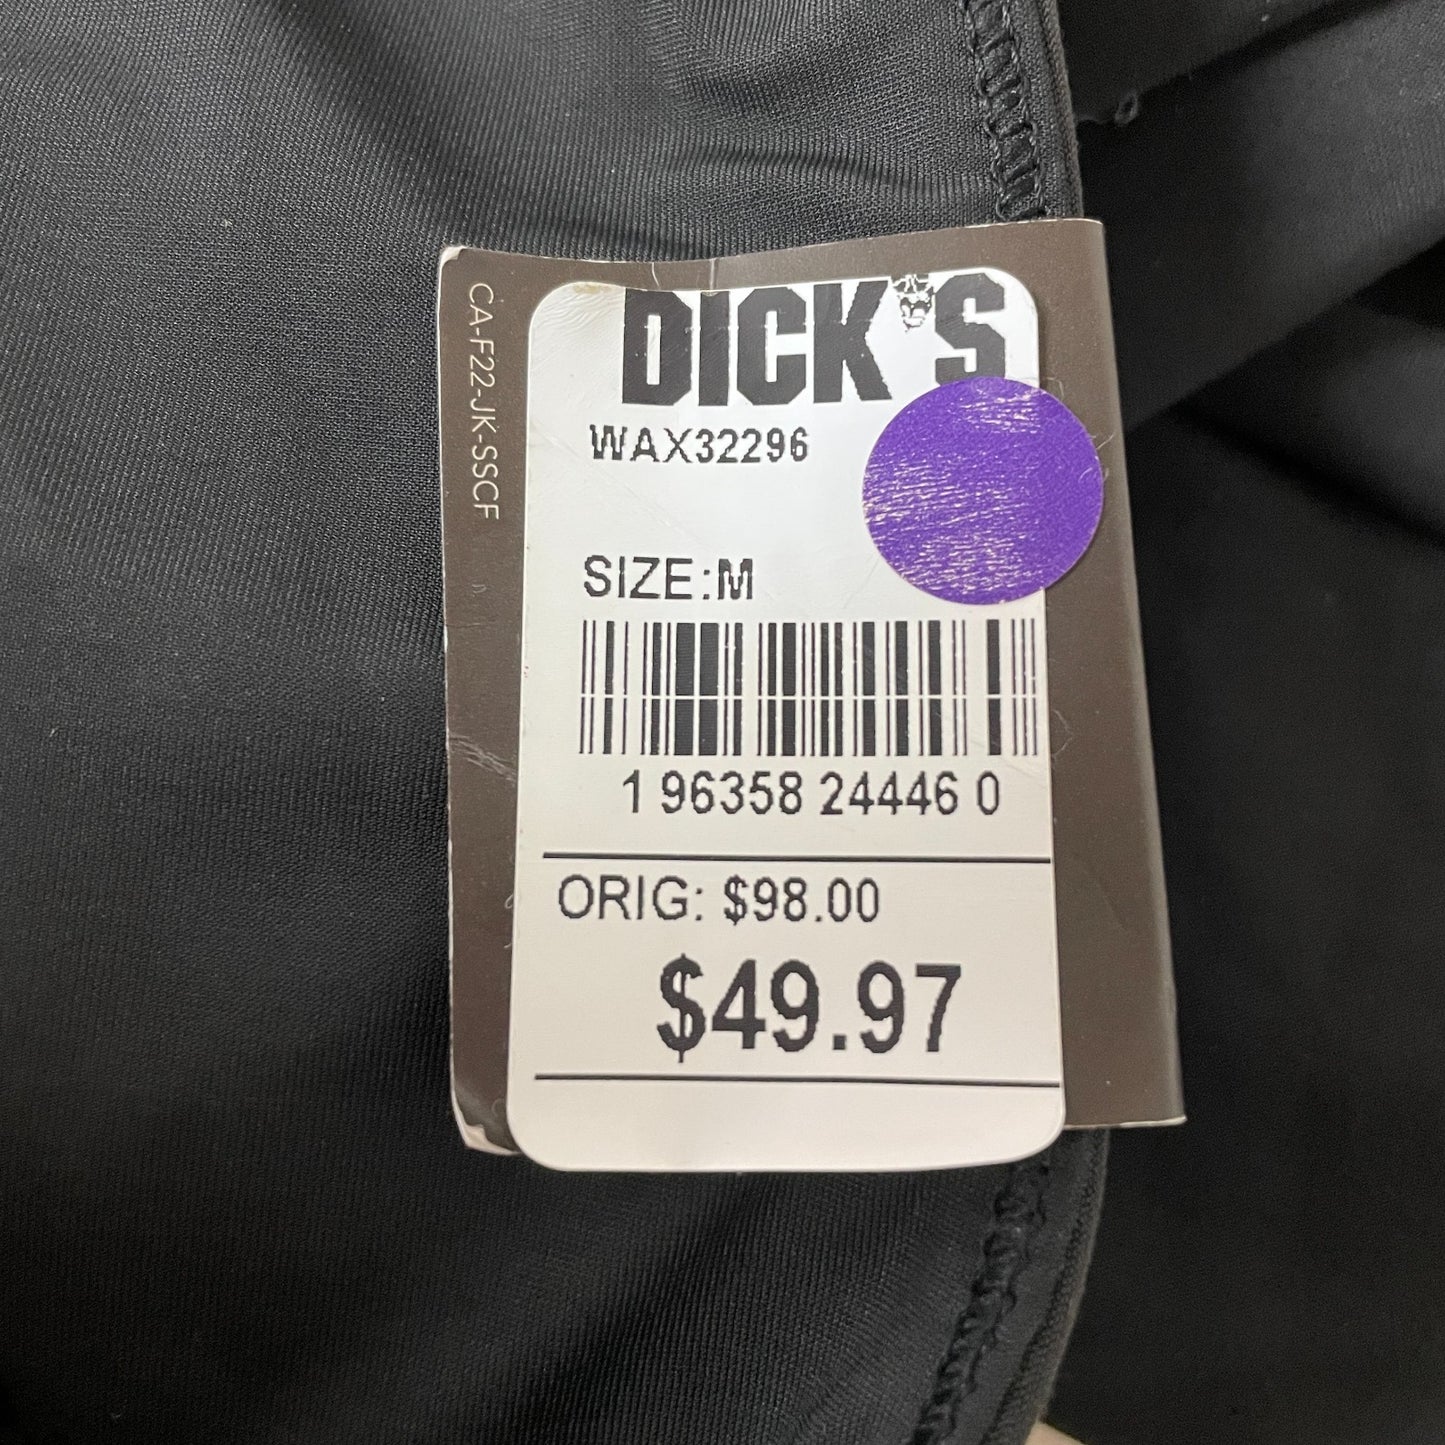 CA-F22-JK-SSCF
DICK'S
WAX32296
SIZE:M
1 96358 24446 0
ORIG: $98.00
$49.97